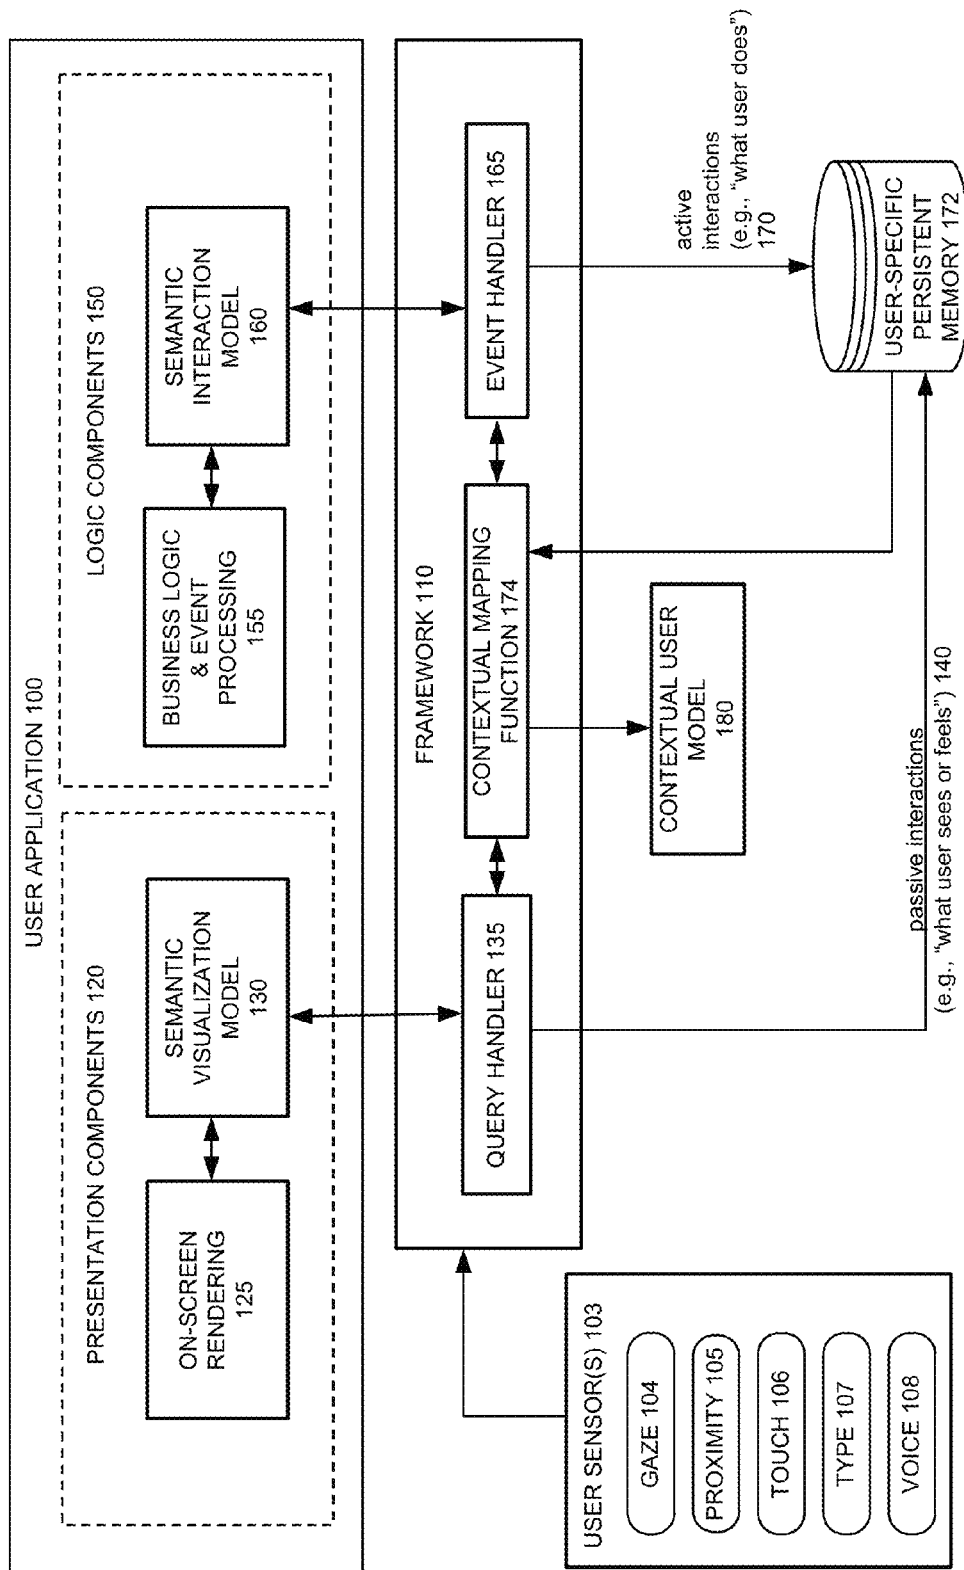 USER APPLICATION 100
PRESENTATION COMPONENTS 120
ON-SCREEN
RENDERING
125
SEMANTIC
VISUALIZATION
MODEL
130
LOGIC COMPONENTS 150
BUSINESS LOGIC
& EVENT
PROCESSING
155
SEMANTIC
INTERACTION
MODEL
160
FRAMEWORK 110
QUERY HANDLER 135
CONTEXTUAL MAPPING
FUNCTION 174
EVENT HANDLER 165
USER SENSOR(S) 103
GAZE 104
PROXIMITY 105
TOUCH 106
TYPE 107
VOICE 108
CONTEXTUAL USER
MODEL
180
active
interactions
(e.g., “what user does”)
170
passive interactions
(e.g., “what user sees or feels”) 140
USER-SPECIFIC
PERSISTENT
MEMORY 172